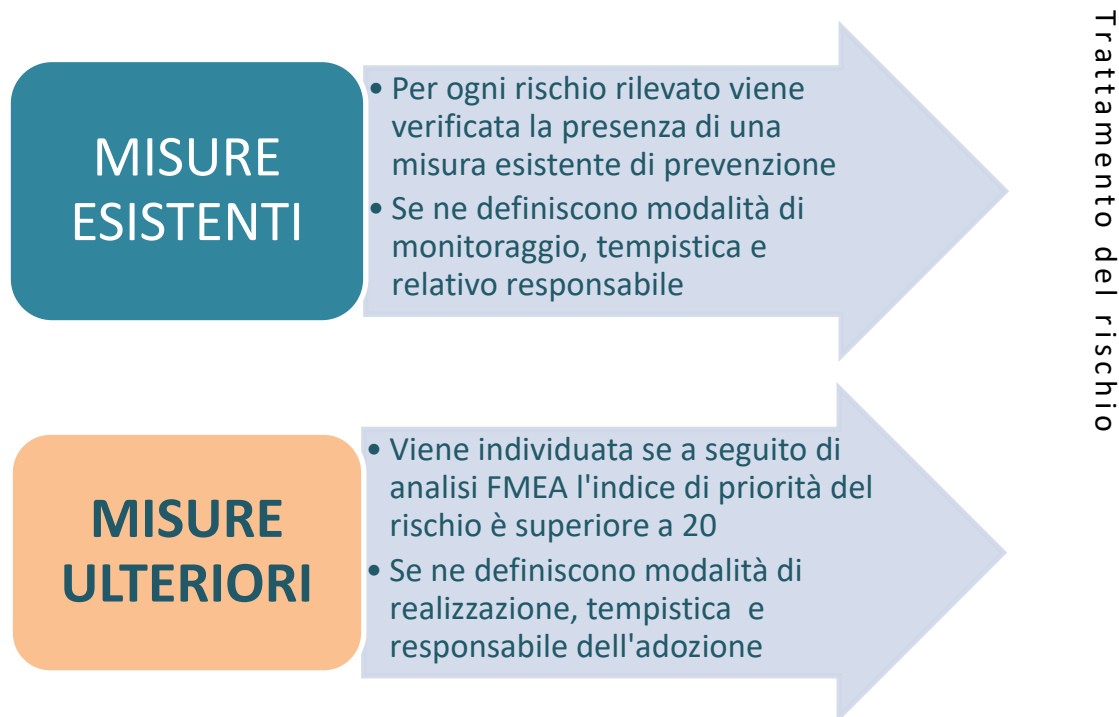 MISURE
ESISTENTI
• Per ogni rischio rilevato viene
verificata la presenza di una
misura esistente di prevenzione
• Se ne definiscono modalità di
monitoraggio, tempistica e
relativo responsabile
MISURE
ULTERIORI
• Viene individuata se a seguito di
analisi FMEA l'indice di priorità del
rischio è superiore a 20
• Se ne definiscono modalità di
realizzazione, tempistica e
responsabile dell'adozione
Trattamento del rischio